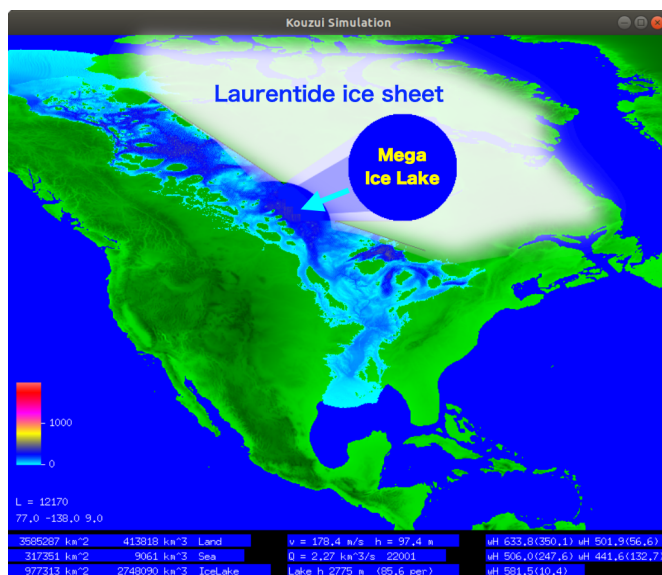 Kouzui Simulation
Laurentide ice sheet
Mega
Ice Lake
1000
0
L = 12170
77.0 -138.0 9.0
3585287 km^2 413818 km^3 Land
v = 178.4 m/s h = 97.4 m
wH 633.8(350.1) wH 501.9(56.6)
317351 km^2 9061 km^3 Sea
Q = 2.27 km^3/s 22001
wH 506.0(247.6) wH 441.6(132.7)
977313 km^2 2748090 km^3 IceLake
Lake h 2775 m (85.6 per)
wH 581.5(10.4)